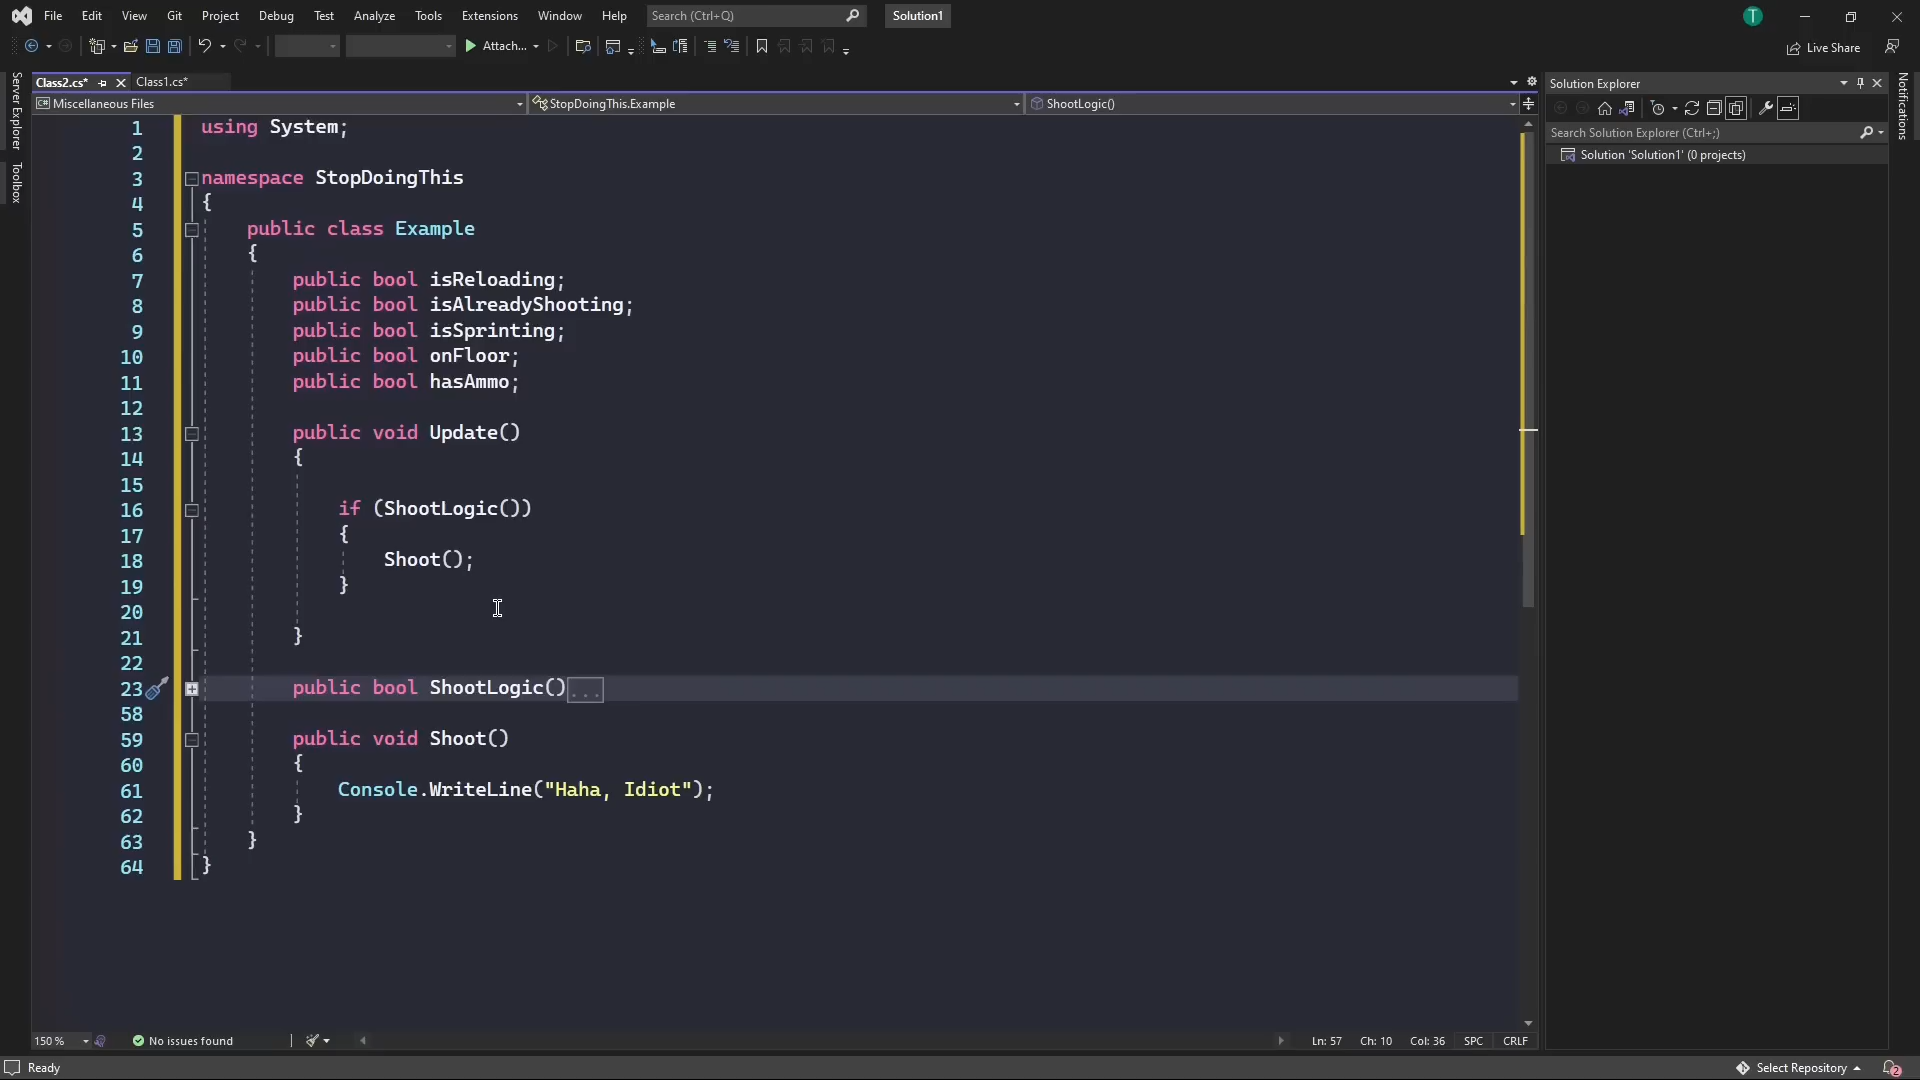 File Edit View Git Project Debug Test Analyze Tools Extensions Window Help Search (Ctrl+Q) Solution1 T
Attach... Live Share
Class2.cs* Class1.cs* Solution Explorer
Miscellaneous Files StopDoingThis.Example ShootLogic()
Search Solution Explorer (Ctrl+;)
Solution 'Solution1' (0 projects)
Server Explorer
Toolbox
Notifications
1 using System;
2
3 namespace StopDoingThis
4 {
5 public class Example
6 {
7 public bool isReloading;
8 public bool isAlreadyShooting;
9 public bool isSprinting;
10 public bool onFloor;
11 public bool hasAmmo;
12
13 public void Update()
14 {
15
16 if (ShootLogic())
17 {
18 Shoot();
19 }
20
21 }
22
23 public bool ShootLogic()...
58
59 public void Shoot()
60 {
61 Console.WriteLine("Haha, Idiot");
62 }
63 }
64 }
150 % No issues found Ln: 57 Ch: 10 Col: 36 SPC CRLF
Ready Select Repository 2